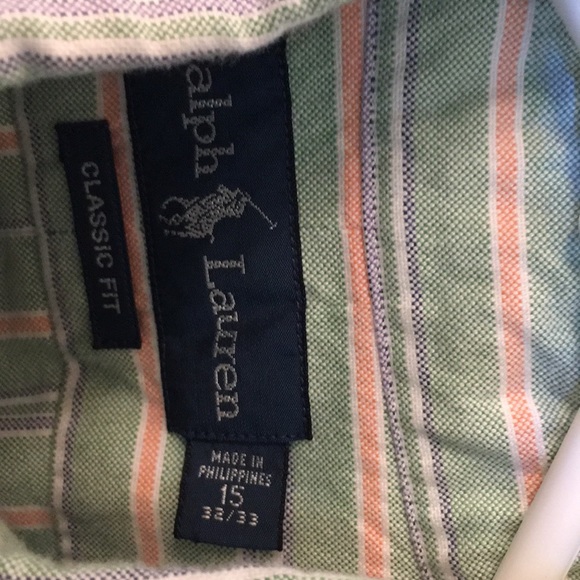 Ralph Lauren
CLASSIC FIT
MADE IN
PHILIPPINES
15
32/33